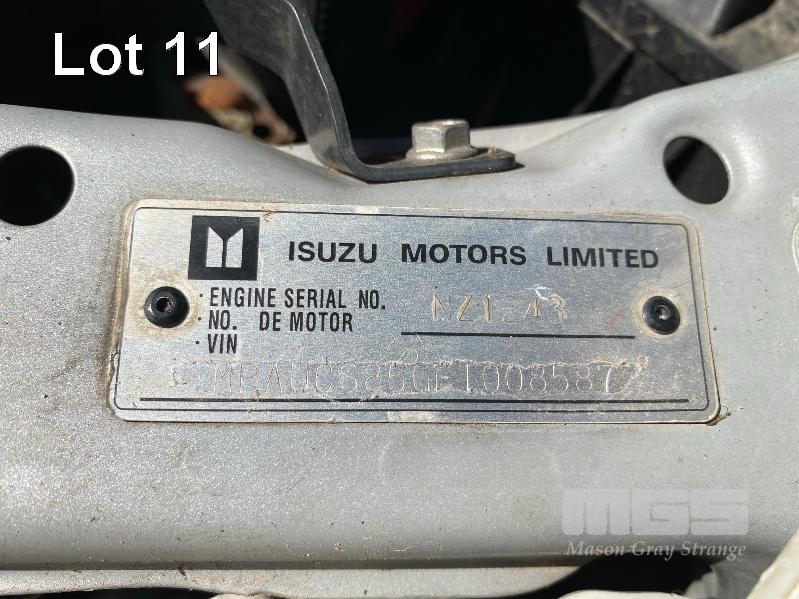 Lot 11
ISUZU MOTORS LIMITED
· ENGINE SERIAL NO.
· NO. DE MOTOR
· VIN
MGS
Mason Gray Strange